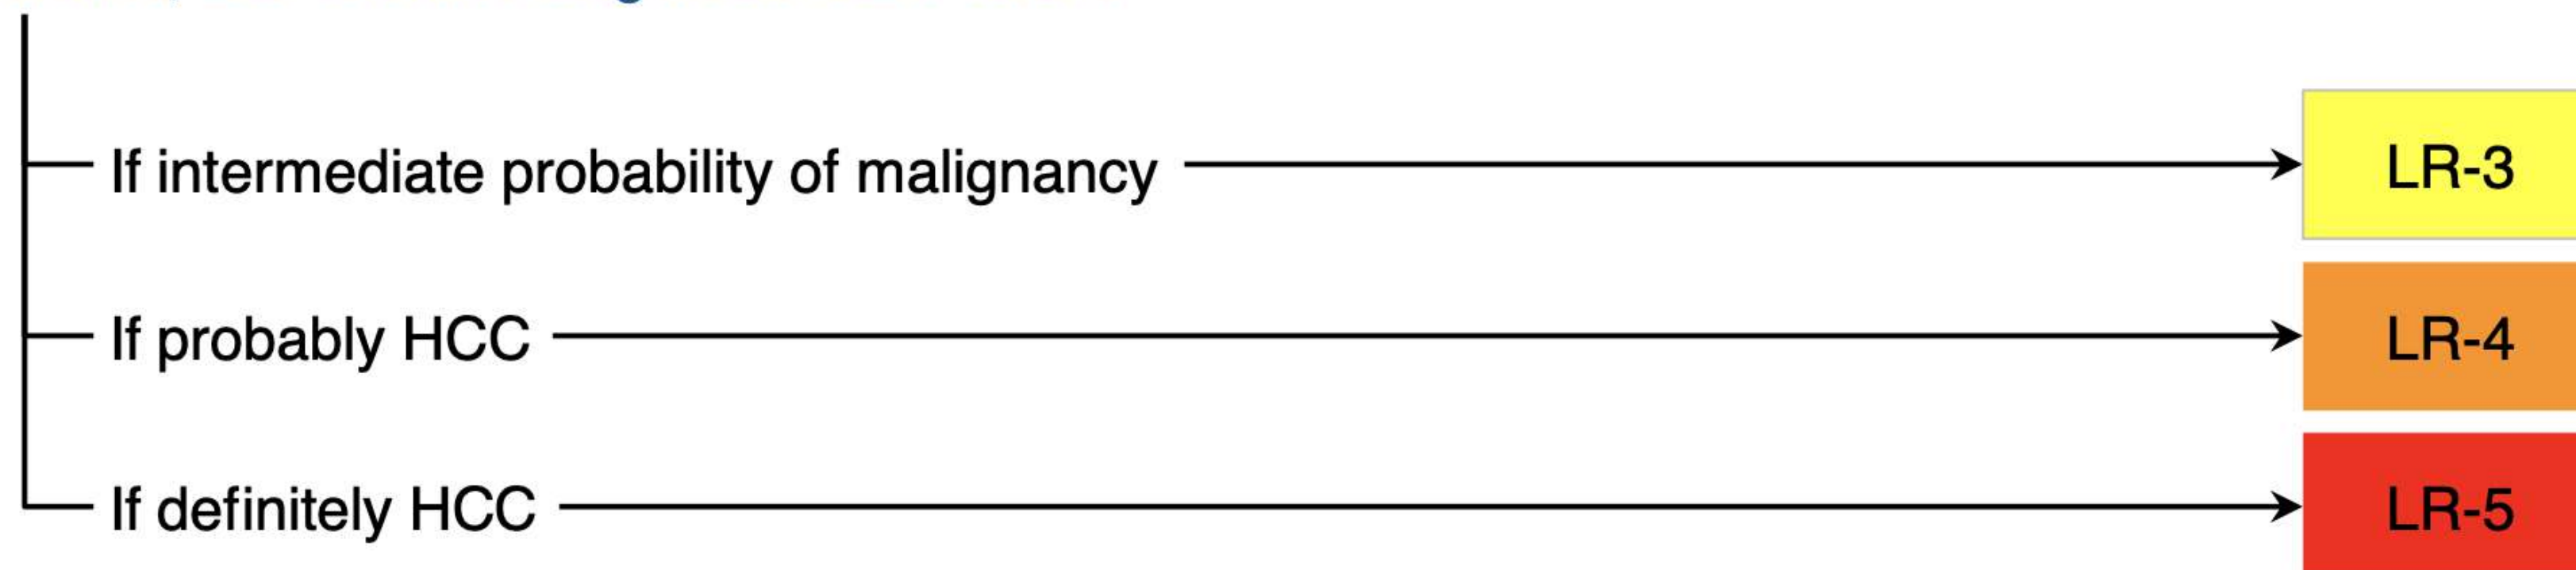 If intermediate probability of malignancy LR-3
If probably HCC LR-4
If definitely HCC LR-5